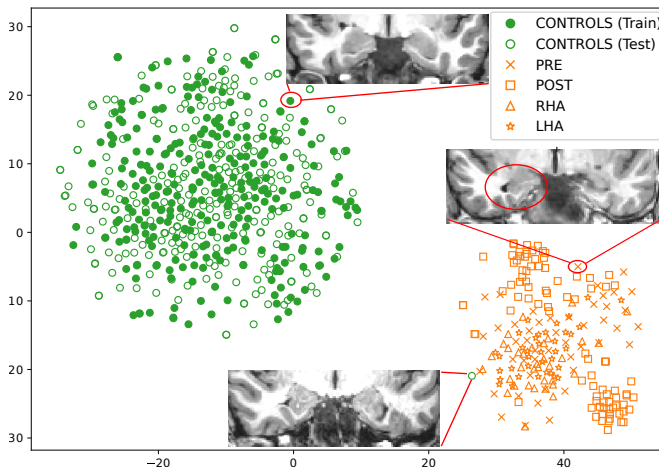 CONTROLS (Train)
CONTROLS (Test)
PRE
POST
RHA
LHA
30
20
10
0
10
20
30
−20
0
20
40